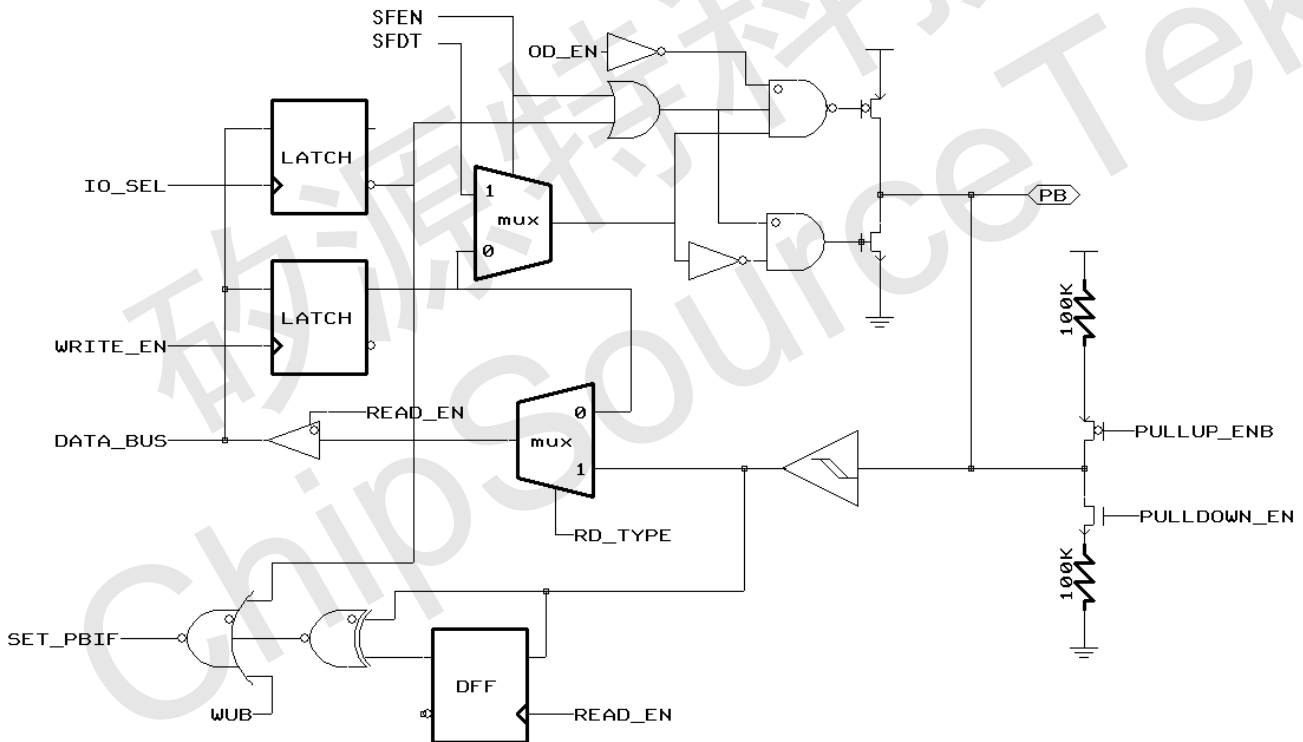 SFEN
SFDT
OD_EN
LATCH
IO_SEL
1
mux
0
PB
LATCH
WRITE_EN
100K
READ_EN
0
DATA_BUS
mux
1
PULLUP_ENB
RD_TYPE
PULLDOWN_EN
100K
SET_PBIF
DFF
WUB
READ_EN
矽源特科
ChipSourceTek